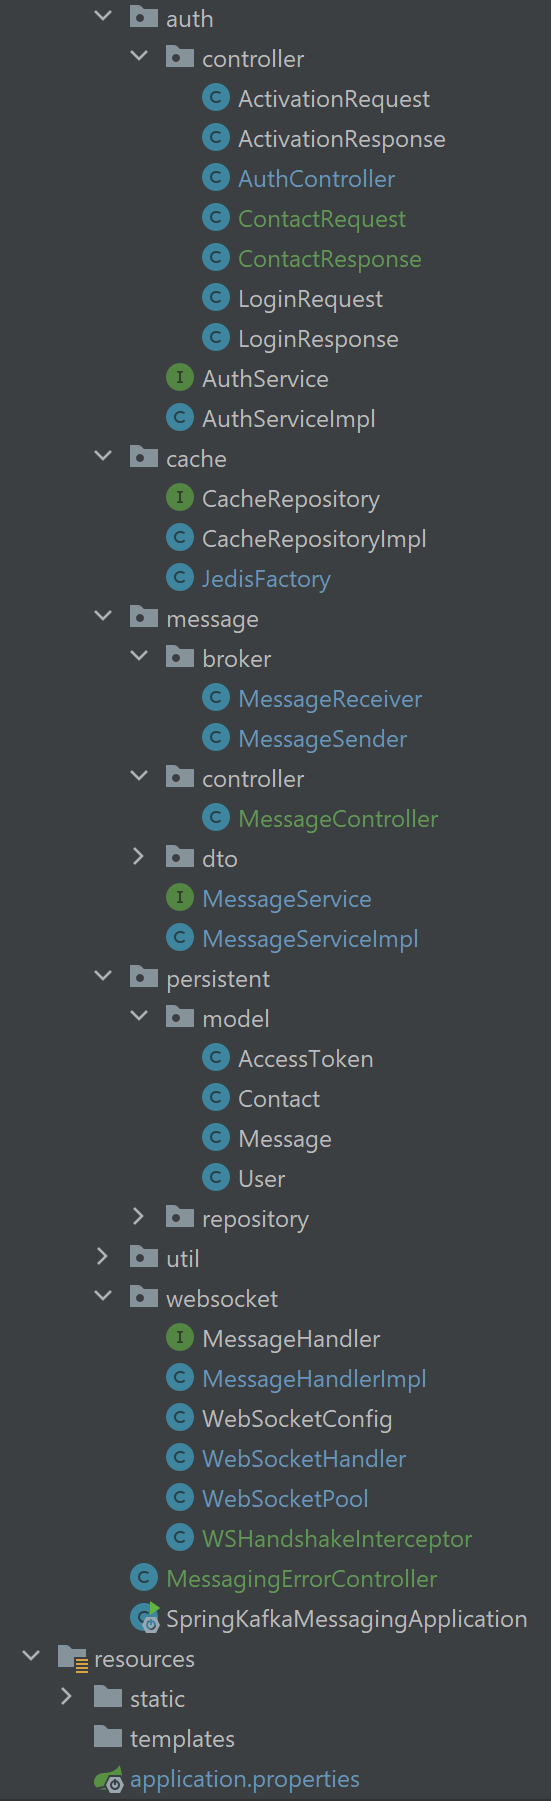 auth
controller
C ActivationRequest
C ActivationResponse
C AuthController
C ContactRequest
C ContactResponse
C LoginRequest
C LoginResponse
I AuthService
C AuthServiceImpl
cache
I CacheRepository
C CacheRepositoryImpl
C JedisFactory
message
broker
C MessageReceiver
C MessageSender
controller
C MessageController
dto
I MessageService
C MessageServiceImpl
persistent
model
C AccessToken
C Contact
C Message
C User
repository
util
websocket
I MessageHandler
C MessageHandlerImpl
C WebSocketConfig
C WebSocketHandler
C WebSocketPool
C WSHandshakeInterceptor
C MessagingErrorController
C SpringKafkaMessagingApplication
resources
static
templates
application.properties